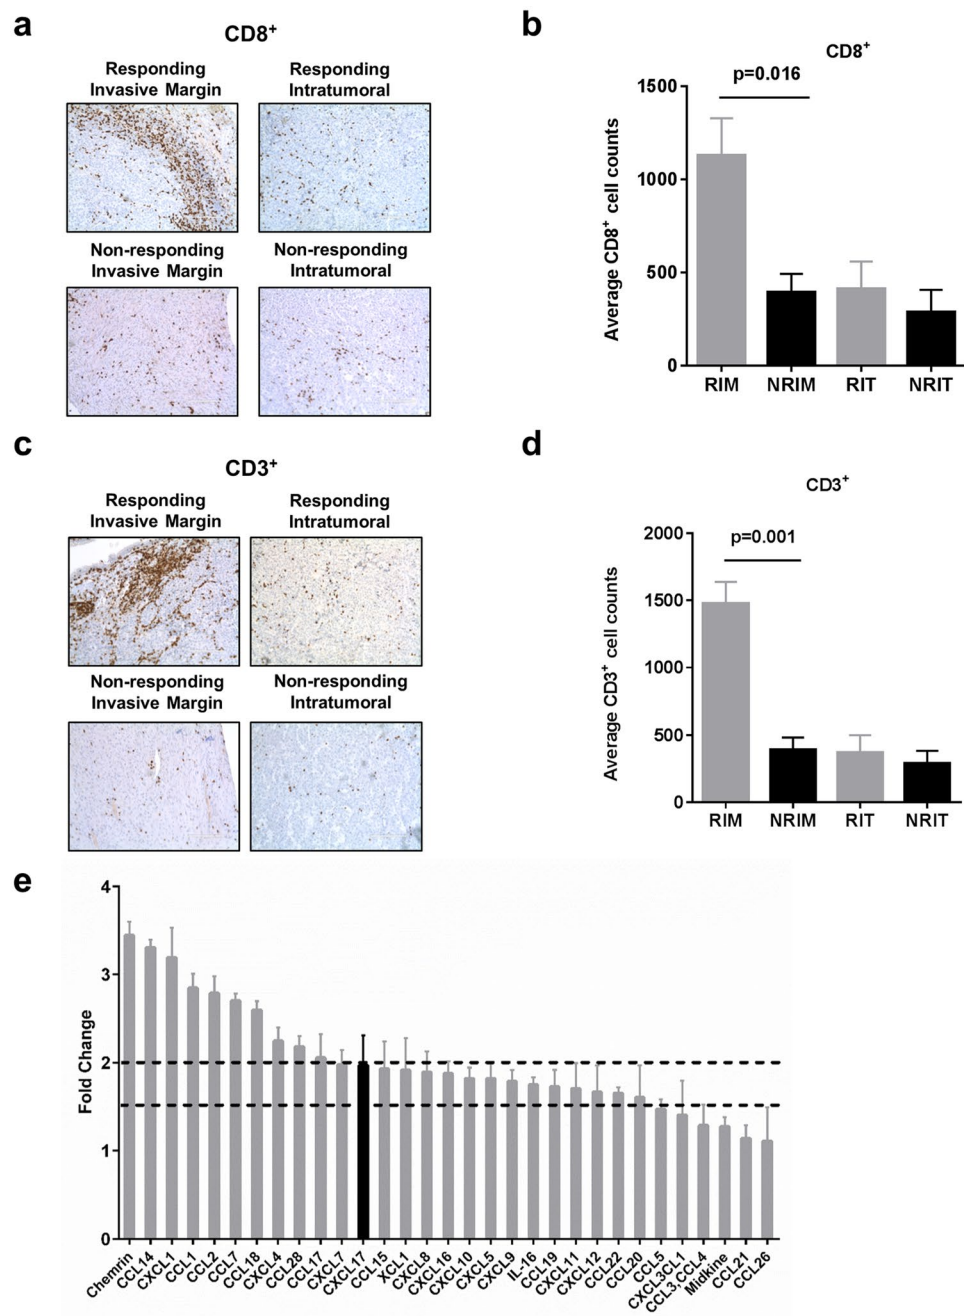 a
CD8⁺
Responding
Invasive Margin
Responding
Intratumoral
Non-responding
Invasive Margin
Non-responding
Intratumoral
b
CD8⁺
p=0.016
Average CD8⁺ cell counts
1500
1000
500
0
RIM NRIM RIT NRIT
c
CD3⁺
Responding
Invasive Margin
Responding
Intratumoral
Non-responding
Invasive Margin
Non-responding
Intratumoral
d
CD3⁺
p=0.001
Average CD3⁺ cell counts
2000
1500
1000
500
0
RIM NRIM RIT NRIT
e
Fold Change
4
3
2
1
0
Chemrin
CCL14
CXCL1
CCL1
CCL2
CCL7
CCL18
CXCL4
CCL28
CCL17
CXCL7
CXCL17
CCL15
XCL1
CXCL8
CXCL16
CXCL10
CXCL5
CXCL9
IL-16
CCL19
CXCL11
CXCL12
CCL22
CCL20
CCL5
CXCL3CL1
CCL3,CCL4
Midkine
CCL21
CCL26